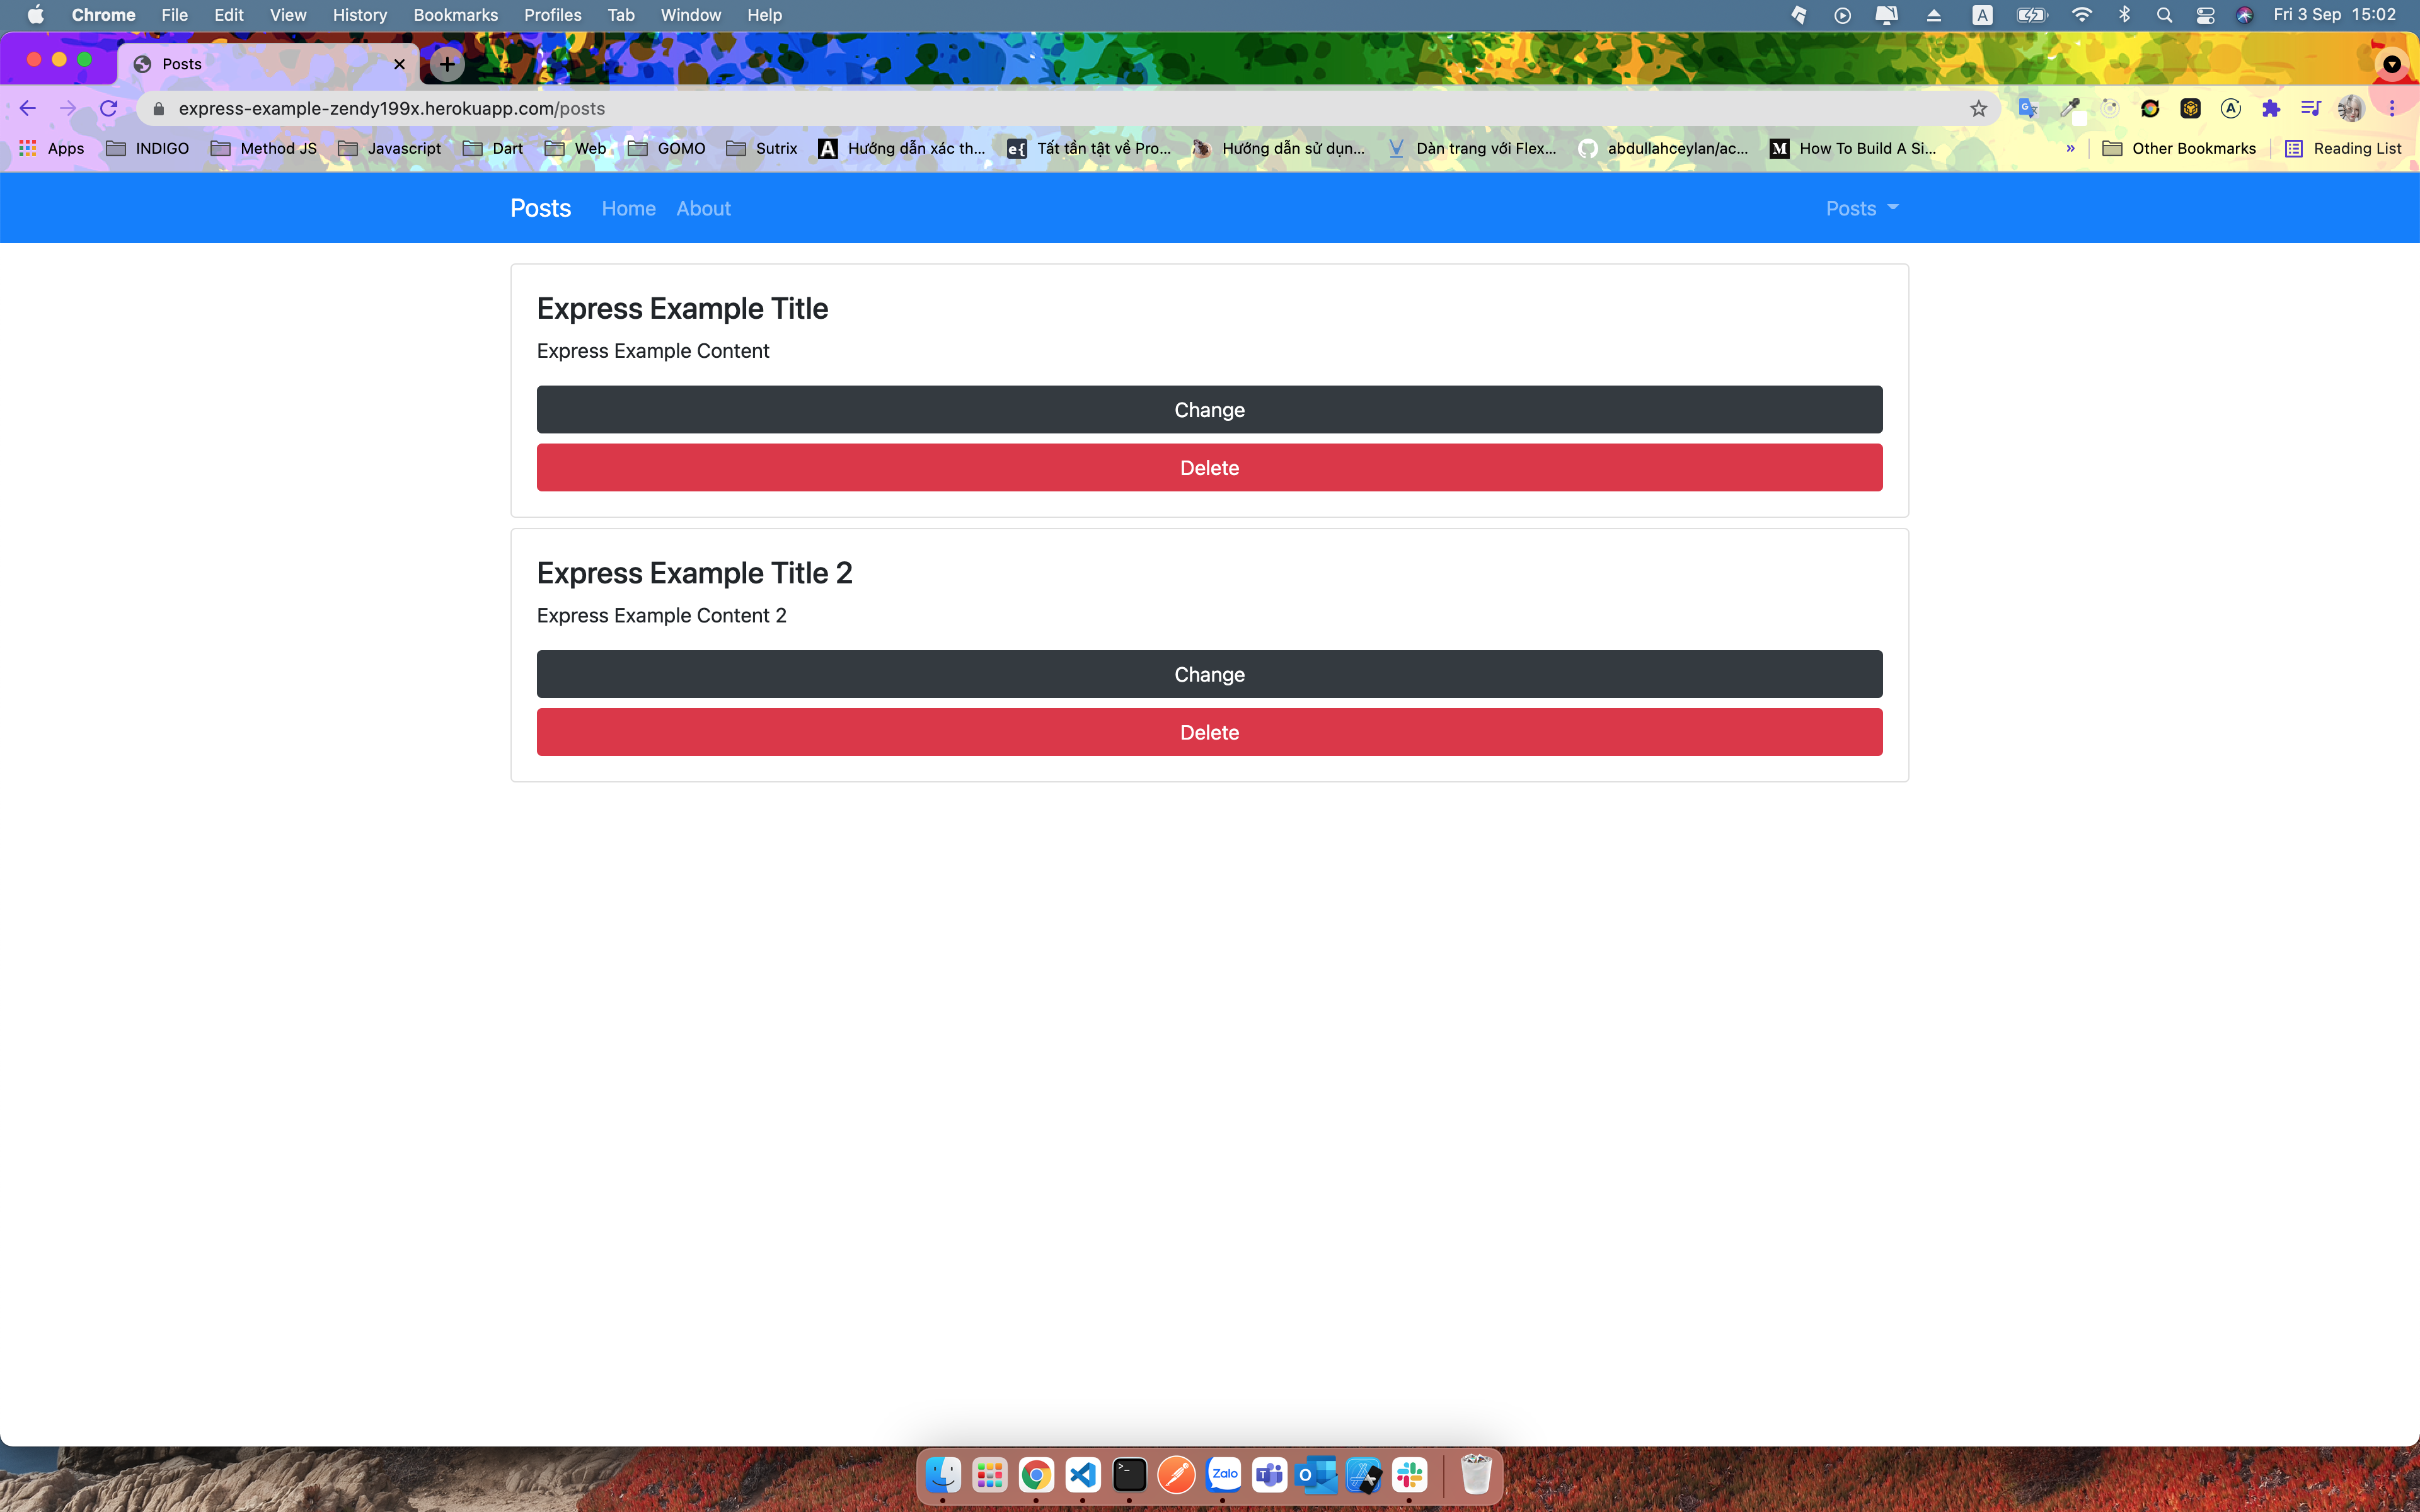 Chrome File Edit View History Bookmarks Profiles Tab Window Help A Fri 3 Sep 15:02
Posts
express-example-zendy199x.herokuapp.com/posts
Apps INDIGO Method JS Javascript Dart Web GOMO Sutrix A Hướng dẫn xác th... e{ Tất tần tật về Pro... Hướng dẫn sử dụn... Dàn trang với Flex... abdullahceylan/ac... M How To Build A Si... » Other Bookmarks Reading List
Posts Home About Posts
Express Example Title
Express Example Content
Change
Delete
Express Example Title 2
Express Example Content 2
Change
Delete
Zalo